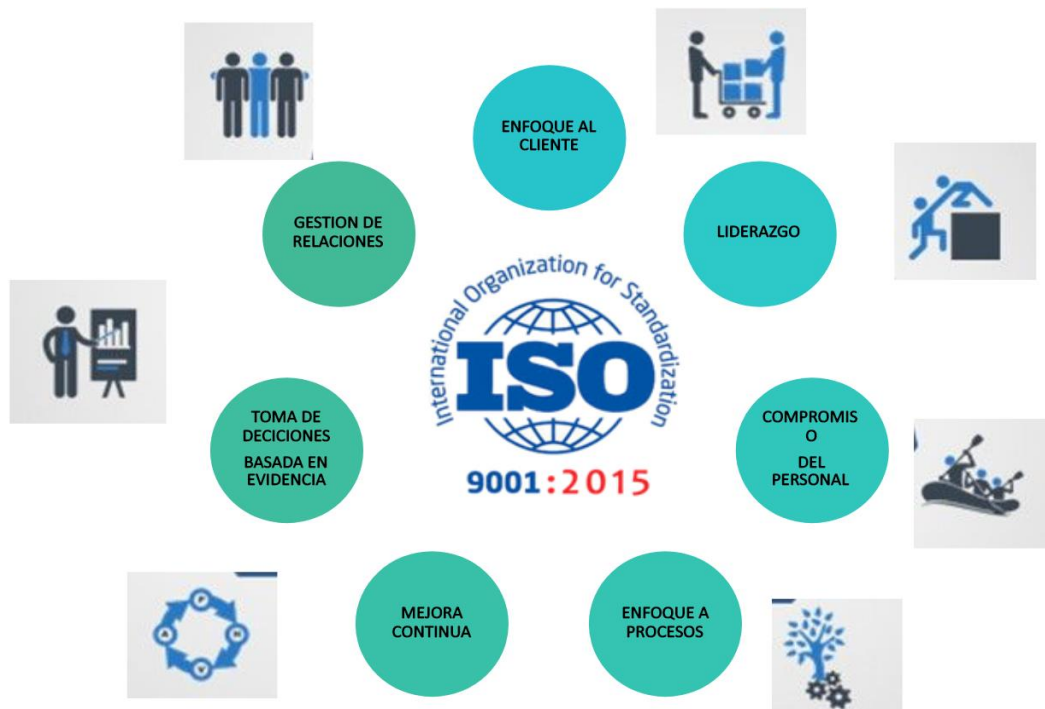 ENFOQUE AL
CLIENTE
LIDERAZGO
COMPROMIS
O
DEL
PERSONAL
ENFOQUE A
PROCESOS
MEJORA
CONTINUA
TOMA DE
DECICIONES
BASADA EN
EVIDENCIA
GESTION DE
RELACIONES
International Organization for Standardization
ISO
9001:2015
P
H
V
A